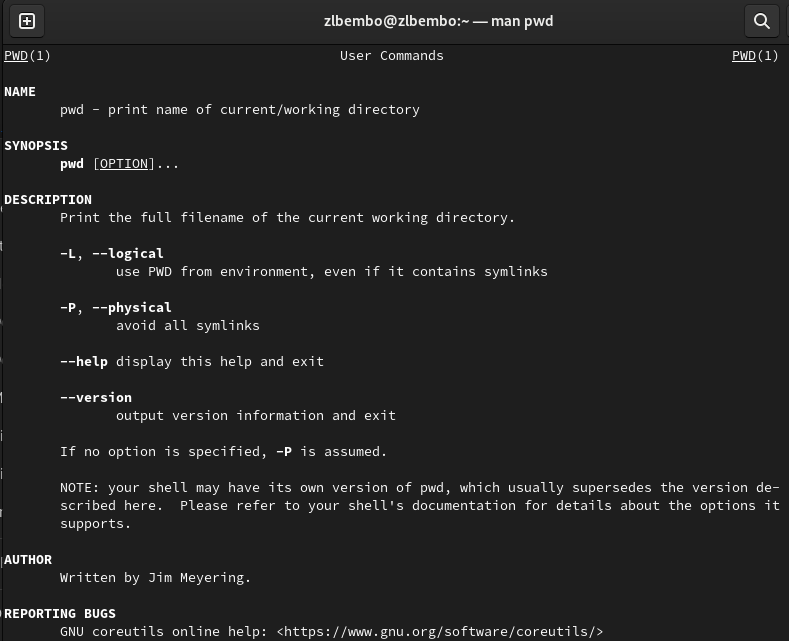 zlbembo@zlbembo:~ — man pwd
PWD(1) User Commands PWD(1)
NAME
pwd - print name of current/working directory
SYNOPSIS
pwd [OPTION]...
DESCRIPTION
Print the full filename of the current working directory.
-L, --logical
use PWD from environment, even if it contains symlinks
-P, --physical
avoid all symlinks
--help display this help and exit
--version
output version information and exit
If no option is specified, -P is assumed.
NOTE: your shell may have its own version of pwd, which usually supersedes the version de-
scribed here.  Please refer to your shell's documentation for details about the options it
supports.
AUTHOR
Written by Jim Meyering.
REPORTING BUGS
GNU coreutils online help: <https://www.gnu.org/software/coreutils/>